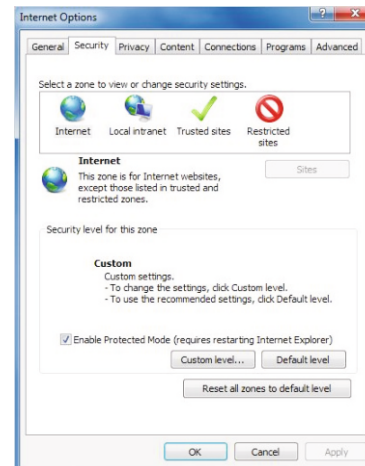 Internet Options
General Security Privacy Content Connections Programs Advanced
Select a zone to view or change security settings.
Internet Local intranet Trusted sites Restricted
sites
Internet
This zone is for Internet websites,
except those listed in trusted and
restricted zones.
Sites
Security level for this zone
Custom
Custom settings.
- To change the settings, click Custom level.
- To use the recommended settings, click Default level.
Enable Protected Mode (requires restarting Internet Explorer)
Custom level... Default level
Reset all zones to default level
OK Cancel Apply